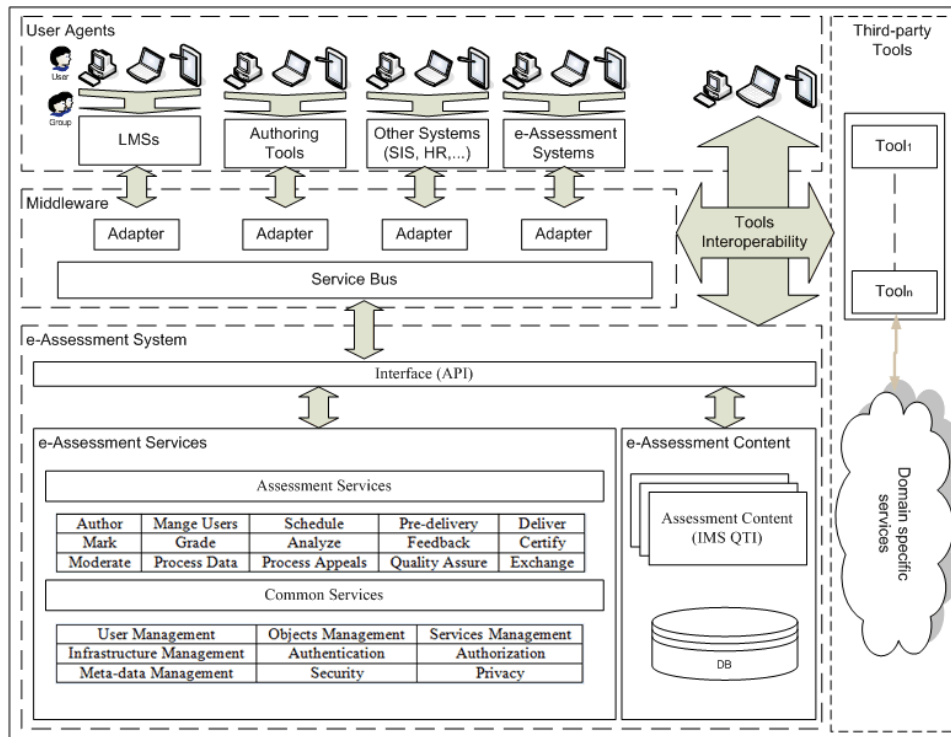 User Agents
User
Group
LMSs
Authoring
Tools
Other Systems
(SIS, HR,...)
e-Assessment
Systems
Third-party
Tools
Tool1
Tooln
Middleware
Adapter
Adapter
Adapter
Adapter
Service Bus
Tools
Interoperability
e-Assessment System
Interface (API)
e-Assessment Services
Assessment Services
Author Mange Users Schedule Pre-delivery Deliver
Mark Grade Analyze Feedback Certify
Moderate Process Data Process Appeals Quality Assure Exchange
Common Services
User Management Objects Management Services Management
Infrastructure Management Authentication Authorization
Meta-data Management Security Privacy
e-Assessment Content
Assessment Content
(IMS QTI)
DB
Domain specific
services